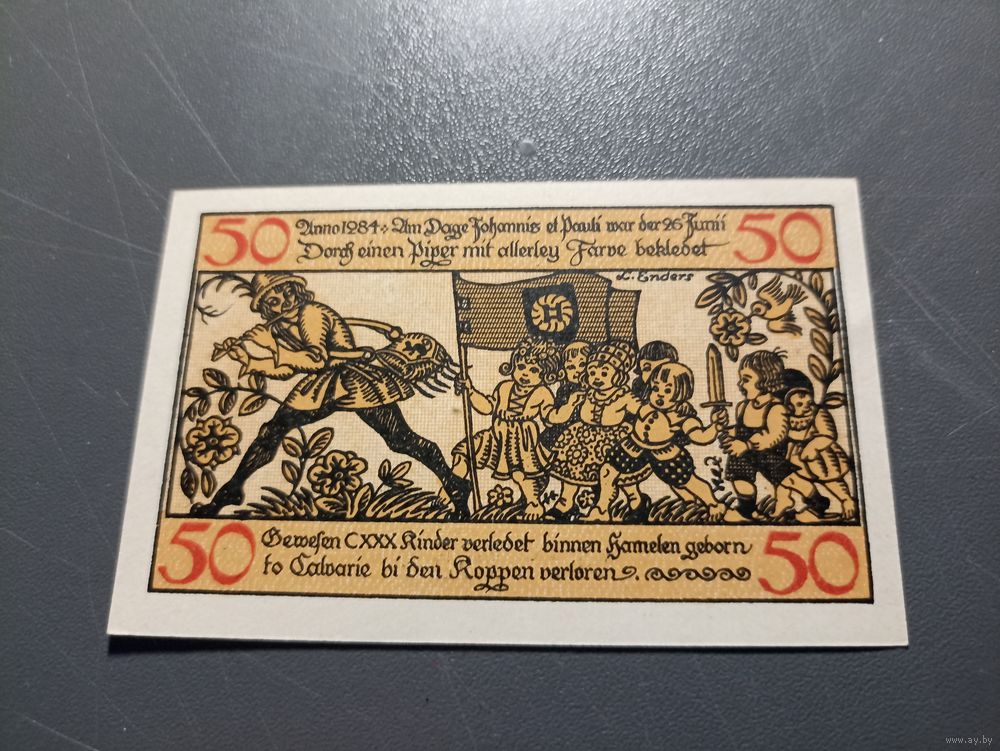 50 Anno 1284 Am Dage Johannis et Pauli war der 26 Junii 50
Dorch einen Piper mit allerley Farve bekledet
L. Enders
H
50 Gewesen CXXX Kinder verledet binnen Hamelen geborn 50
to Calvarie bi den Koppen verloren.
www.ay.by